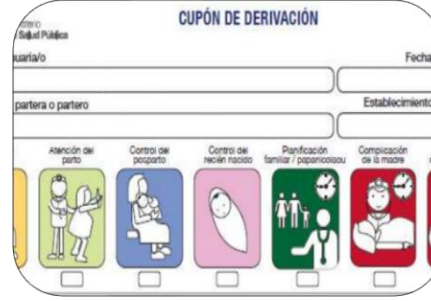 CUPÓN DE DERIVACIÓN
Salud Pública
uaria/o
Fecha
partera o partero
Establecimiento
Atención del parto
Control del posparto
Control del recién nacido
Planificación familiar / papanicolaou
Complicación de la madre